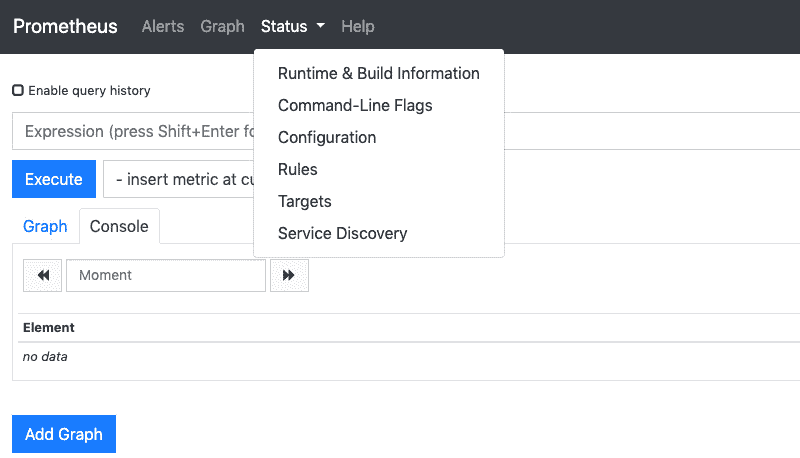 Prometheus Alerts Graph Status Help
Runtime & Build Information
Enable query history
Command-Line Flags
Expression (press Shift+Enter fo
Configuration
Rules
Execute - insert metric at cu
Targets
Graph Console
Service Discovery
Moment
Element
no data
Add Graph